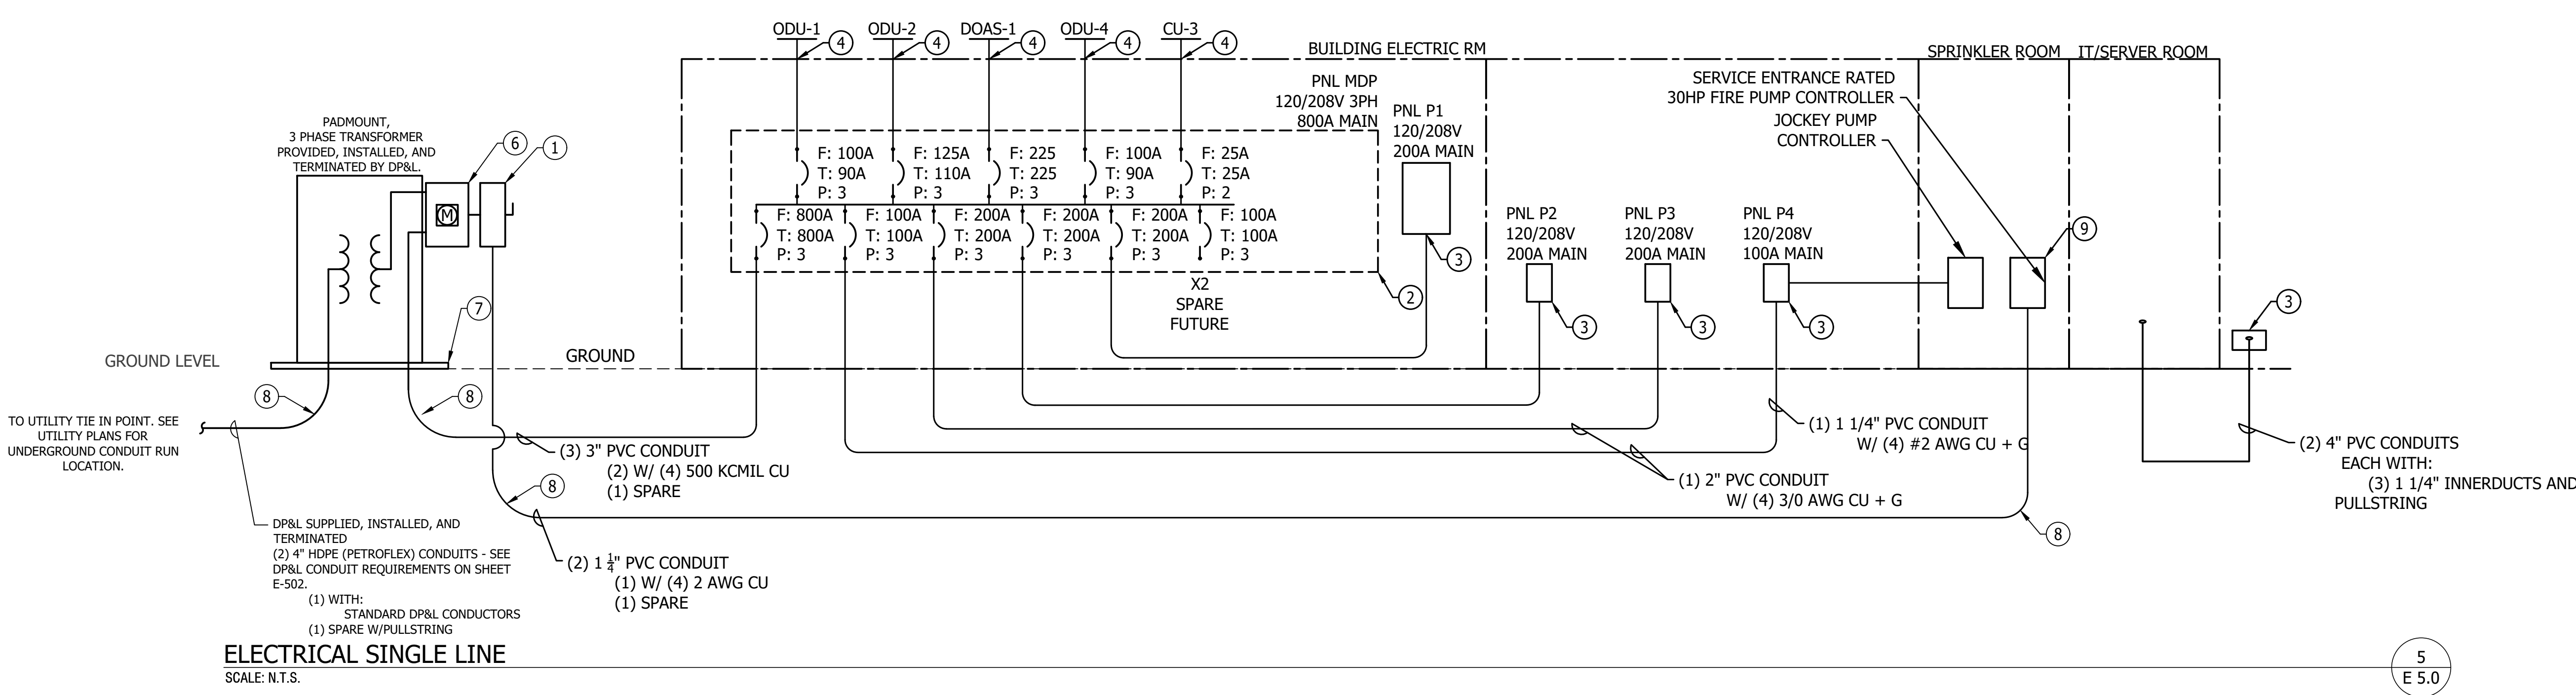 ODU-1
ODU-2
DOAS-1
ODU-4
CU-3
4
4
4
4
4
BUILDING ELECTRIC RM
SPRINKLER ROOM
IT/SERVER ROOM
PNL MDP
120/208V 3PH
800A MAIN
PNL P1
120/208V
200A MAIN
SERVICE ENTRANCE RATED
30HP FIRE PUMP CONTROLLER
JOCKEY PUMP
CONTROLLER
PADMOUNT,
3 PHASE TRANSFORMER
PROVIDED, INSTALLED, AND
TERMINATED BY DP&L.
6
1
M
F: 100A
T: 90A
P: 3
F: 125A
T: 110A
P: 3
F: 225
T: 225
P: 3
F: 100A
T: 90A
P: 3
F: 25A
T: 25A
P: 2
F: 800A
T: 800A
P: 3
F: 100A
T: 100A
P: 3
F: 200A
T: 200A
P: 3
F: 200A
T: 200A
P: 3
F: 200A
T: 200A
P: 3
F: 100A
T: 100A
P: 3
X2
SPARE
FUTURE
2
3
PNL P2
120/208V
200A MAIN
3
PNL P3
120/208V
200A MAIN
3
PNL P4
120/208V
100A MAIN
3
9
3
7
GROUND LEVEL
GROUND
8
8
TO UTILITY TIE IN POINT. SEE
UTILITY PLANS FOR
UNDERGROUND CONDUIT RUN
LOCATION.
(3) 3" PVC CONDUIT
(2) W/ (4) 500 KCMIL CU
(1) SPARE
8
(1) 1 1/4" PVC CONDUIT
W/ (4) #2 AWG CU + G
(1) 2" PVC CONDUIT
W/ (4) 3/0 AWG CU + G
(2) 4" PVC CONDUITS
EACH WITH:
(3) 1 1/4" INNERDUCTS AND
PULLSTRING
8
DP&L SUPPLIED, INSTALLED, AND
TERMINATED
(2) 4" HDPE (PETROFLEX) CONDUITS - SEE
DP&L CONDUIT REQUIREMENTS ON SHEET
E-502.
(1) WITH:
STANDARD DP&L CONDUCTORS
(1) SPARE W/PULLSTRING
(2) 1 1/4" PVC CONDUIT
(1) W/ (4) 2 AWG CU
(1) SPARE
ELECTRICAL SINGLE LINE
SCALE: N.T.S.
5
E 5.0